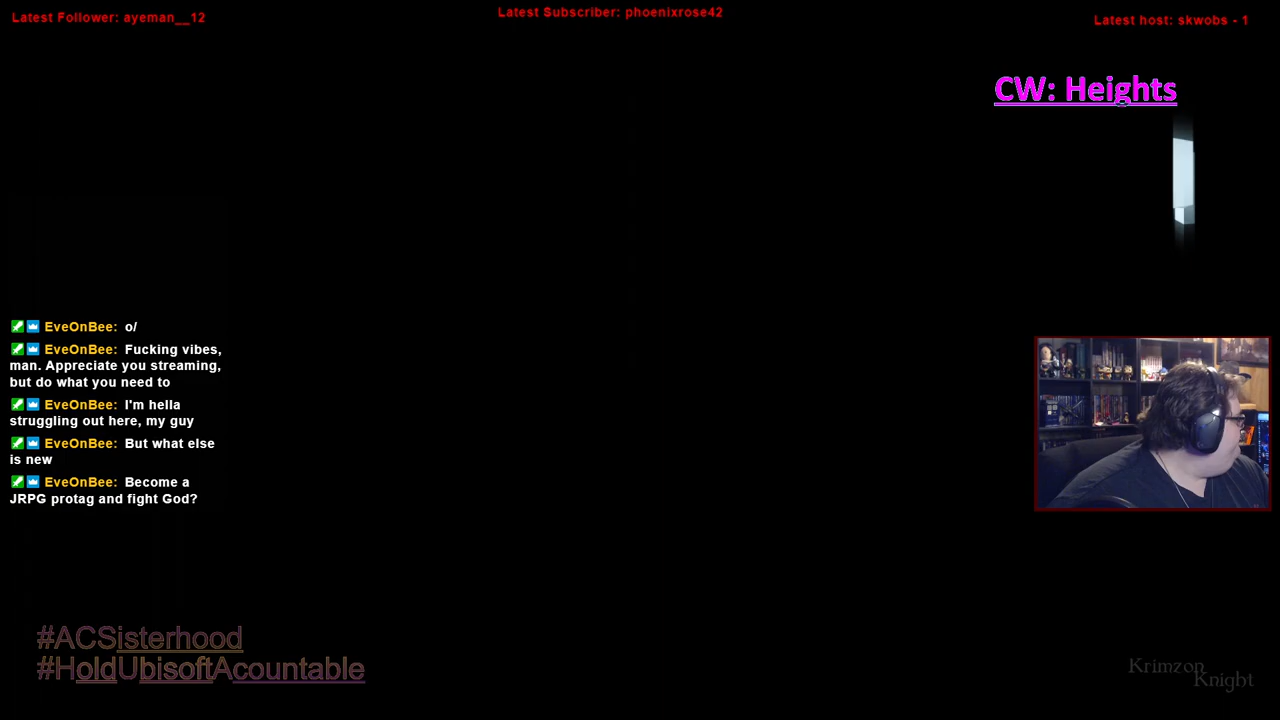 Latest Follower: ayeman__12
Latest Subscriber: phoenixrose42
Latest host: skwobs - 1
CW: Heights
EveOnBee: o/
EveOnBee: Fucking vibes,
man. Appreciate you streaming,
but do what you need to
EveOnBee: I'm hella
struggling out here, my guy
EveOnBee: But what else
is new
EveOnBee: Become a
JRPG protag and fight God?
#ACSisterhood
#HoldUbisoftAcountable
Krimzon
Knight